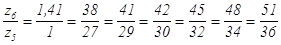 z₆/z₅ = 1,41/1 = 38/27 = 41/29 = 42/30 = 45/32 = 48/34 = 51/36